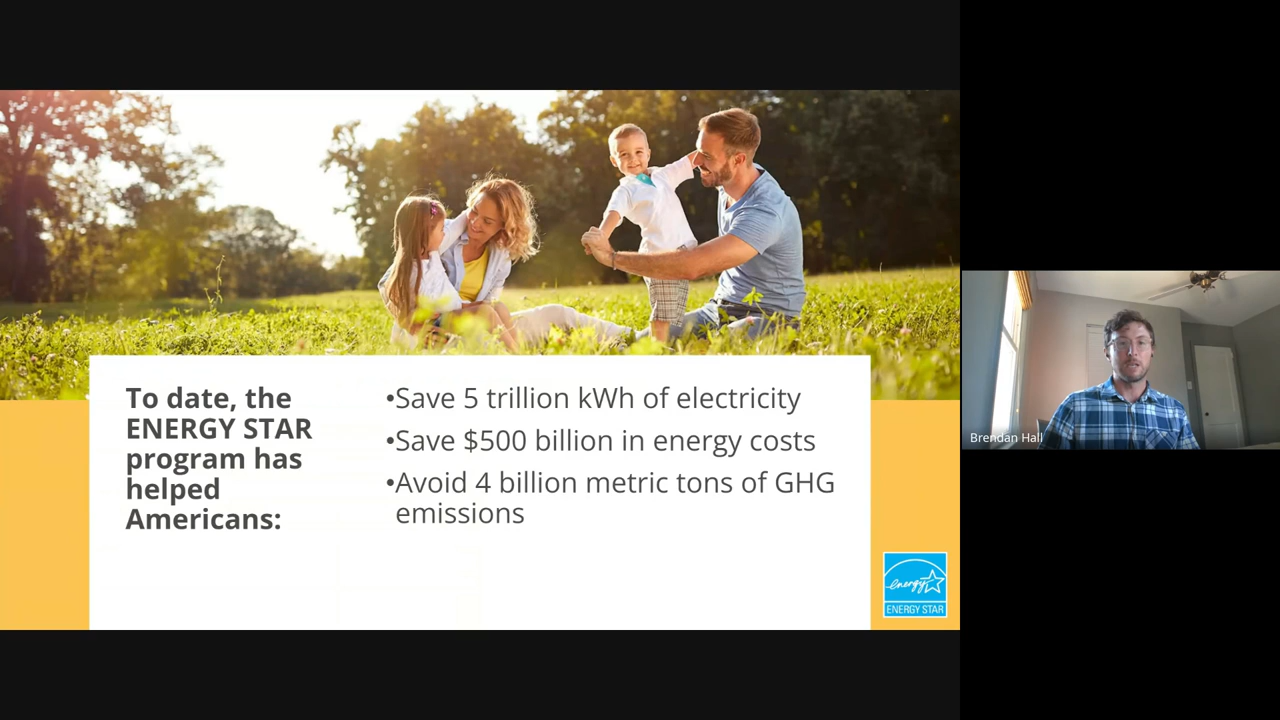 To date, the
ENERGY STAR
program has
helped
Americans:
•Save 5 trillion kWh of electricity
•Save $500 billion in energy costs
•Avoid 4 billion metric tons of GHG
emissions
energy
ENERGY STAR
Brendan Hall